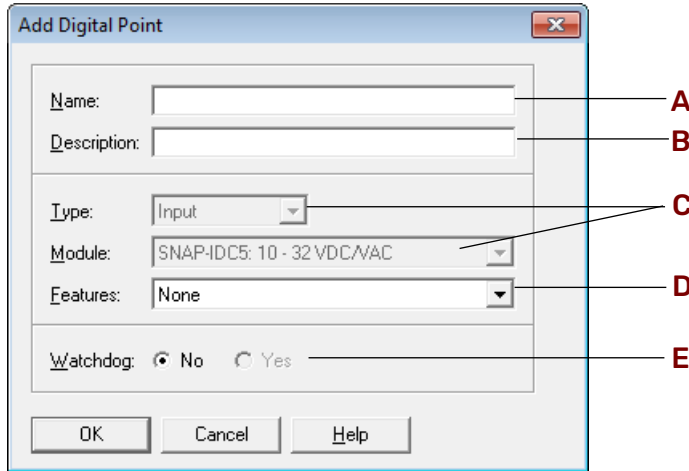 Add Digital Point
Name: A
Description: B
Type: Input C
Module: SNAP-IDC5: 10 - 32 VDC/VAC
Features: None D
Watchdog: No Yes E
OK Cancel Help